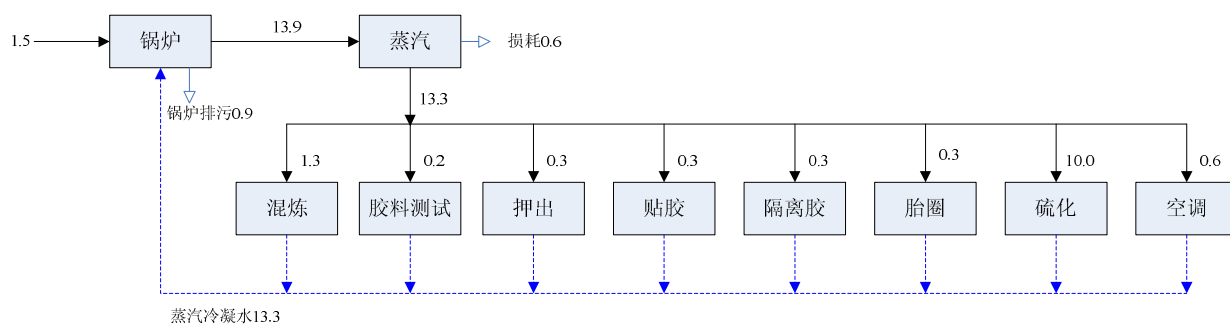 1.5
锅炉
13.9
蒸汽
损耗0.6
锅炉排污0.9
13.3
1.3
0.2
0.3
0.3
0.3
0.3
10.0
0.6
混炼
胶料测试
押出
贴胶
隔离胶
胎圈
硫化
空调
蒸汽冷凝水13.3